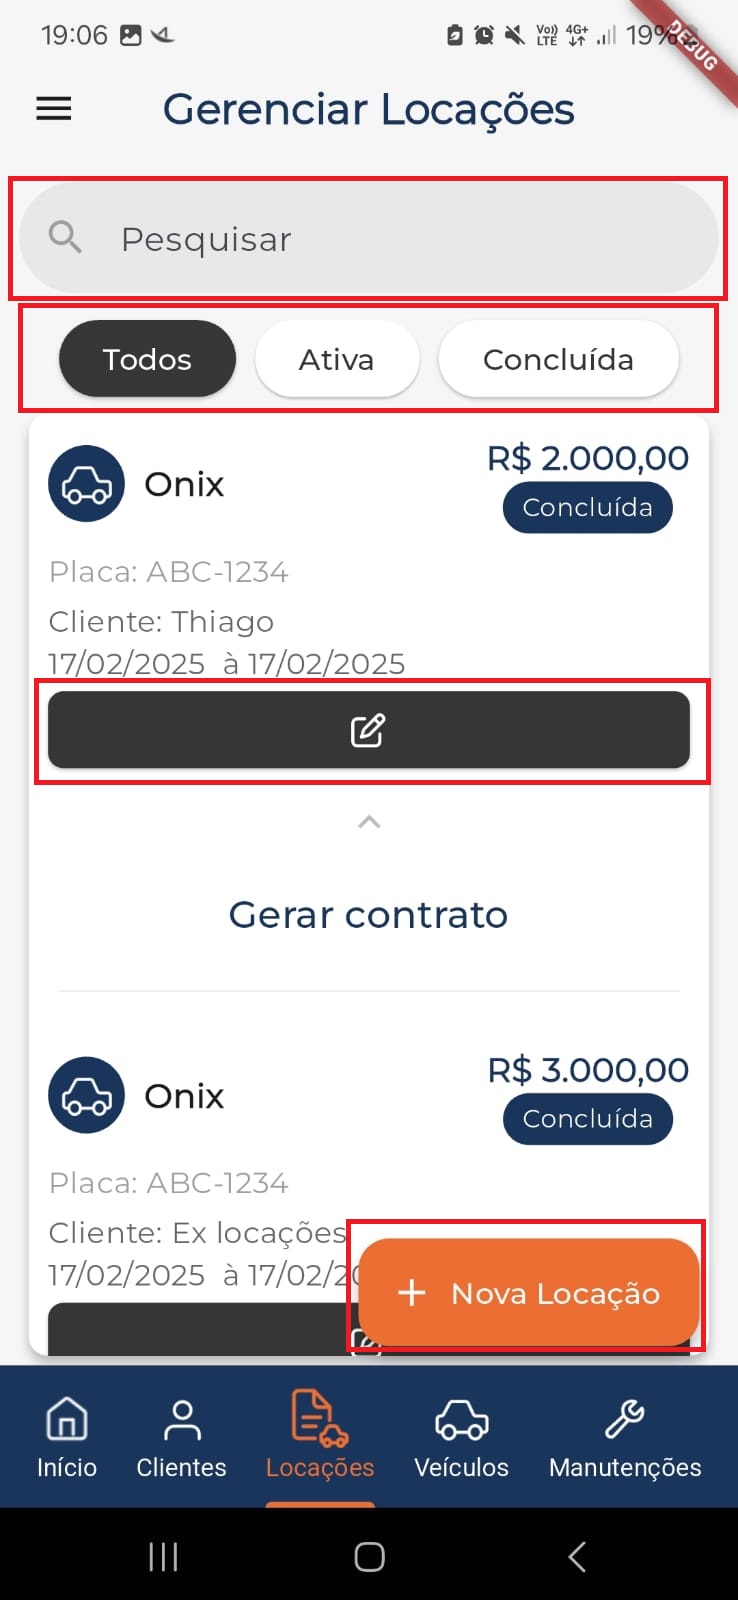 19:06 Vo)) LTE 4G+ 19%
DEBUG
Gerenciar Locações
Pesquisar
Todos Ativa Concluída
Onix R$ 2.000,00
Concluída
Placa: ABC-1234
Cliente: Thiago
17/02/2025 à 17/02/2025
Gerar contrato
Onix R$ 3.000,00
Concluída
Placa: ABC-1234
Cliente: Ex locações
17/02/2025 à 17/02/20
+ Nova Locação
Início Clientes Locações Veículos Manutenções